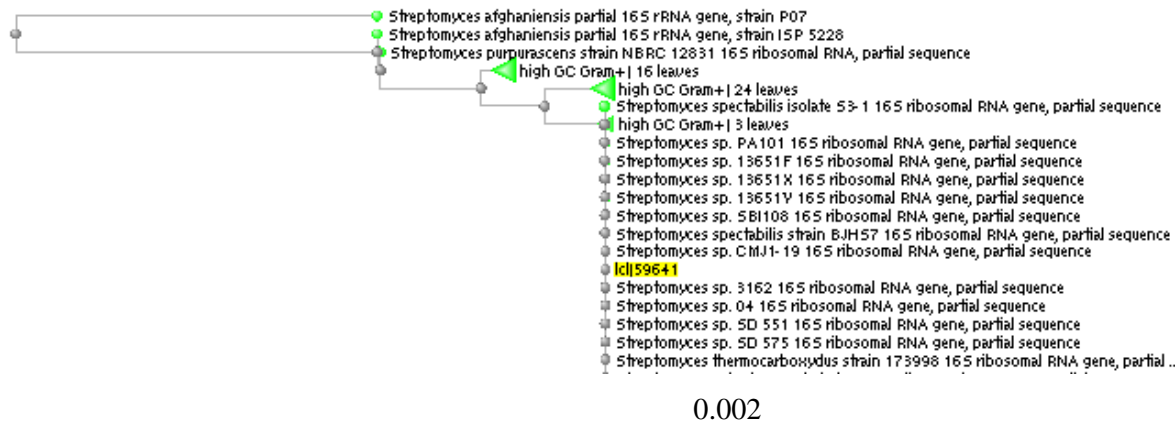 Streptomyces afghaniensis partial 16S rRNA gene, strain P07
Streptomyces afghaniensis partial 16S rRNA gene, strain ISP 5228
Streptomyces purpurascens strain NBRC 12831 16S ribosomal RNA, partial sequence
high GC Gram+ | 16 leaves
high GC Gram+ | 24 leaves
Streptomyces spectabilis isolate S3-1 16S ribosomal RNA gene, partial sequence
high GC Gram+ | 3 leaves
Streptomyces sp. PA101 16S ribosomal RNA gene, partial sequence
Streptomyces sp. 13651F 16S ribosomal RNA gene, partial sequence
Streptomyces sp. 13651X 16S ribosomal RNA gene, partial sequence
Streptomyces sp. 13651Y 16S ribosomal RNA gene, partial sequence
Streptomyces sp. SBI108 16S ribosomal RNA gene, partial sequence
Streptomyces spectabilis strain BJH57 16S ribosomal RNA gene, partial sequence
Streptomyces sp. CMJ1-19 16S ribosomal RNA gene, partial sequence
lcl|59641
Streptomyces sp. 3162 16S ribosomal RNA gene, partial sequence
Streptomyces sp. 04 16S ribosomal RNA gene, partial sequence
Streptomyces sp. SD 551 16S ribosomal RNA gene, partial sequence
Streptomyces sp. SD 575 16S ribosomal RNA gene, partial sequence
Streptomyces thermocarboxydus strain 173998 16S ribosomal RNA gene, partial ...
0.002